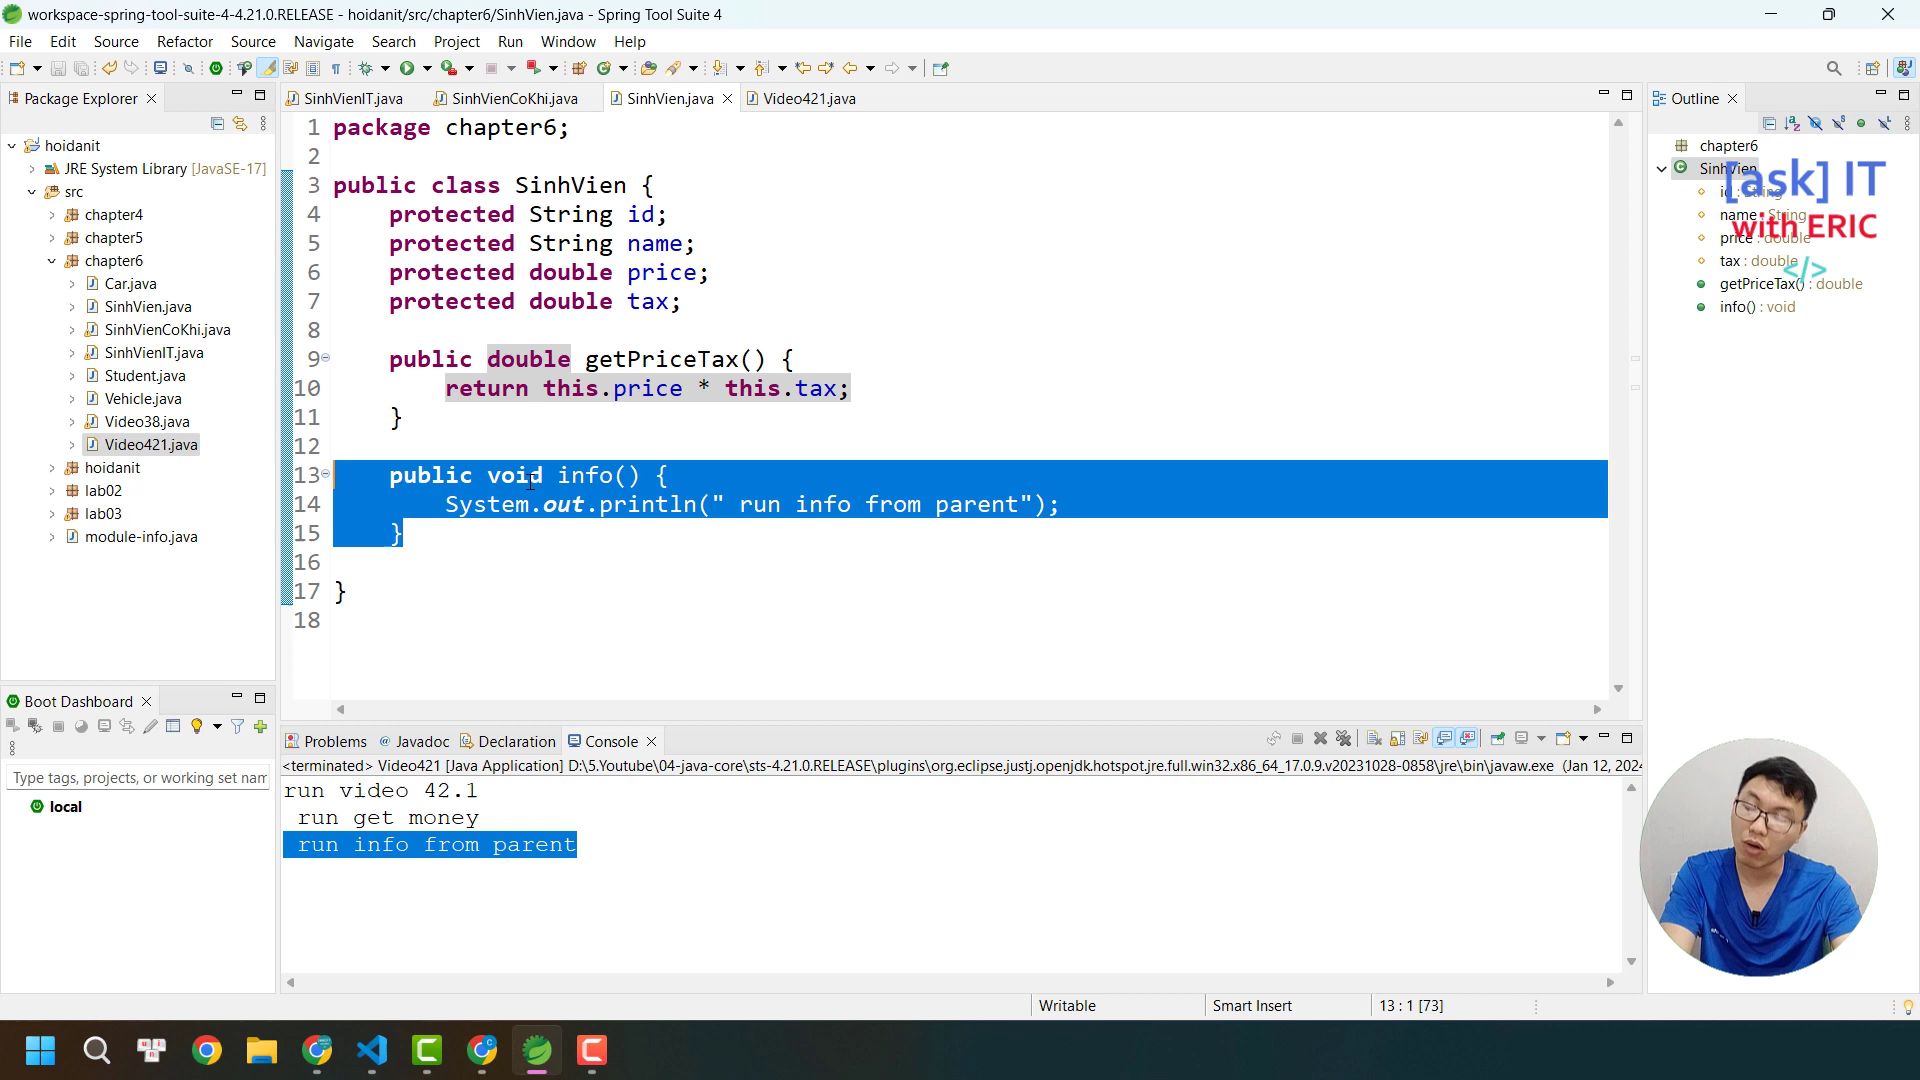 workspace-spring-tool-suite-4-4.21.0.RELEASE - hoidanit/src/chapter6/SinhVien.java - Spring Tool Suite 4
File Edit Source Refactor Source Navigate Search Project Run Window Help
Package Explorer
hoidanit
JRE System Library [JavaSE-17]
src
chapter4
chapter5
chapter6
Car.java
SinhVien.java
SinhVienCoKhi.java
SinhVienIT.java
Student.java
Vehicle.java
Video38.java
Video421.java
hoidanit
lab02
lab03
module-info.java
Boot Dashboard
Type tags, projects, or working set nam
local
SinhVienIT.java SinhVienCoKhi.java SinhVien.java Video421.java
1 package chapter6;
2
3 public class SinhVien {
4 protected String id;
5 protected String name;
6 protected double price;
7 protected double tax;
8
9 public double getPriceTax() {
10 return this.price * this.tax;
11 }
12
13 public void info() {
14 System.out.println(" run info from parent");
15 }
16
17 }
18
Problems Javadoc Declaration Console
<terminated> Video421 [Java Application] D:\5.Youtube\04-java-core\sts-4.21.0.RELEASE\plugins\org.eclipse.justj.openjdk.hotspot.jre.full.win32.x86_64_17.0.9.v20231028-0858\jre\bin\javaw.exe (Jan 12, 2024
run video 42.1
run get money
run info from parent
Outline
chapter6
SinhVien
id : String
name : String
price : double
tax : double
getPriceTax() : double
info() : void
[ask] IT
with ERIC
</>
Writable Smart Insert 13 : 1 [73]